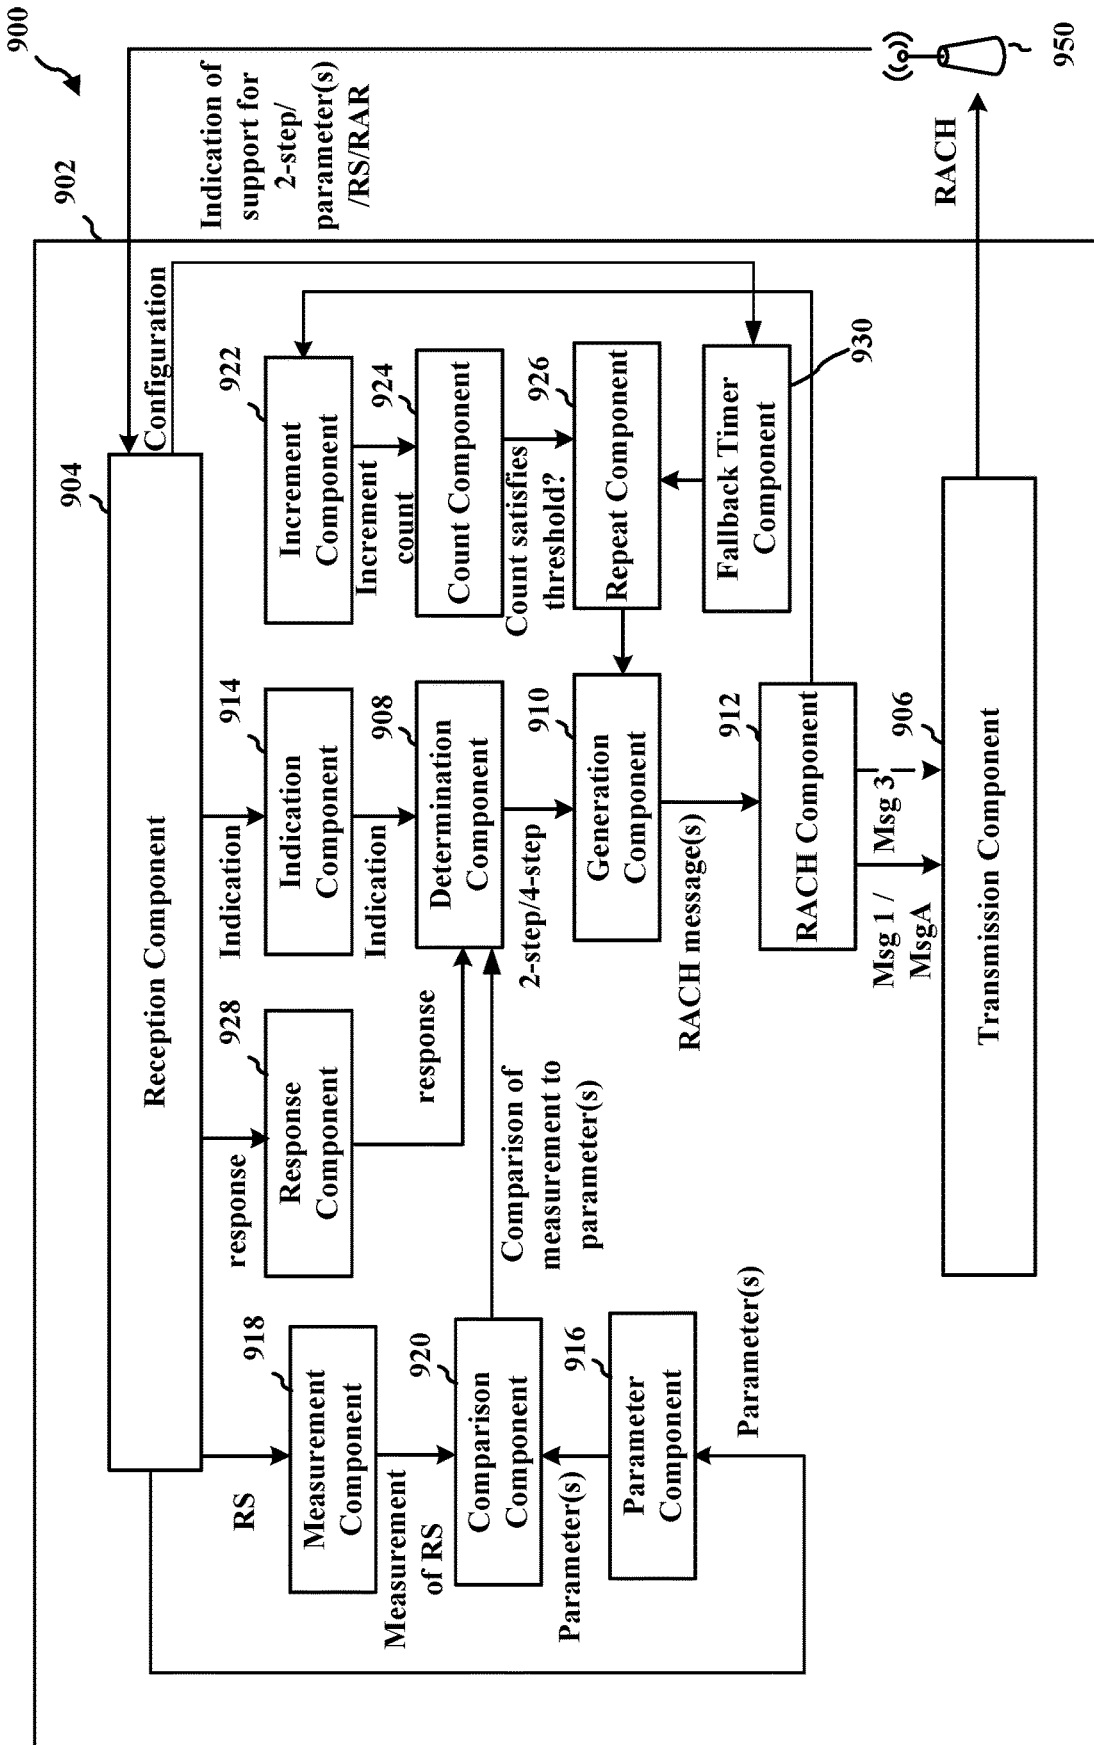 900
902
Indication of
support for
2-step/
parameter(s)
/RS/RAR
950
RACH
904
Reception Component
Configuration
RS
918
Measurement
Component
Measurement
of RS
920
Comparison
Component
Parameter(s)
916
Parameter
Component
Parameter(s)
Comparison of
measurement to
parameter(s)
response
928
Response
Component
response
Indication
914
Indication
Component
Indication
908
Determination
Component
2-step/4-step
910
Generation
Component
RACH message(s)
912
RACH Component
Msg 1 /
MsgA
Msg 3
906
Transmission Component
922
Increment
Component
Increment
count
924
Count Component
Count satisfies
threshold?
926
Repeat Component
Fallback Timer
Component
930